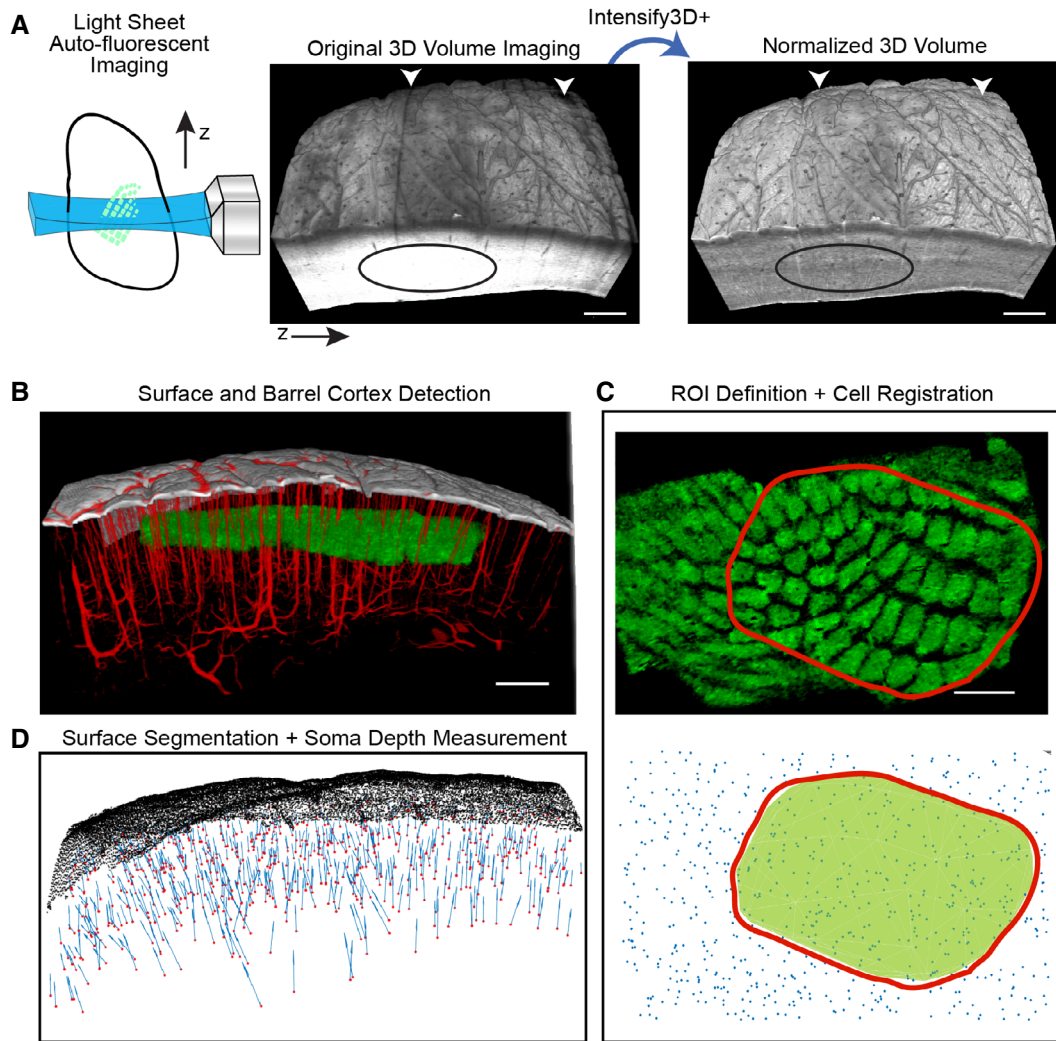 A
Light Sheet
Auto-fluorescent
Imaging
z
Original 3D Volume Imaging
Intensify3D+
Normalized 3D Volume
z
B
Surface and Barrel Cortex Detection
C
ROI Definition + Cell Registration
D
Surface Segmentation + Soma Depth Measurement